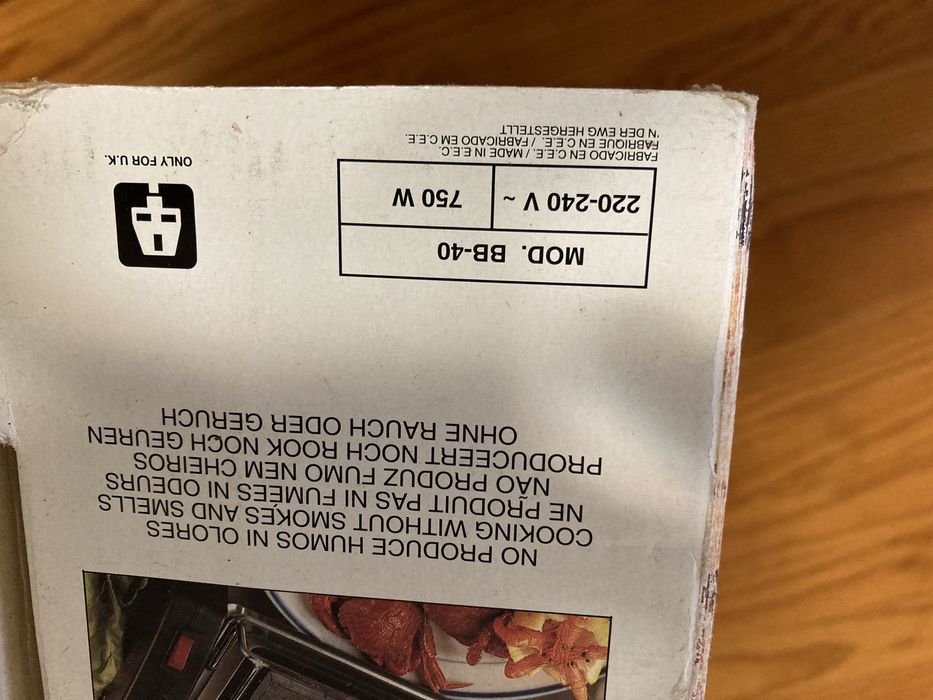 NO PRODUCE HUMOS NI OLORES
COOKING WITHOUT SMOKES AND SMELLS
NE PRODUIT PAS NI FUMÉES NI ODEURS
NÃO PRODUZ FUMO NEM CHEIROS
PRODUCEERT NOCH ROOK NOCH GEUREN
OHNE RAUCH ODER GERUCH
MOD. BB-40
220-240 V ~
750 W
FABRICADO EN C.E.E. / MADE IN E.E.C.
FABRIQUE EN C.E.E. / FABRICADO EM C.E.E.
'N DER EWG HERGESTELLT
ONLY FOR U.K.